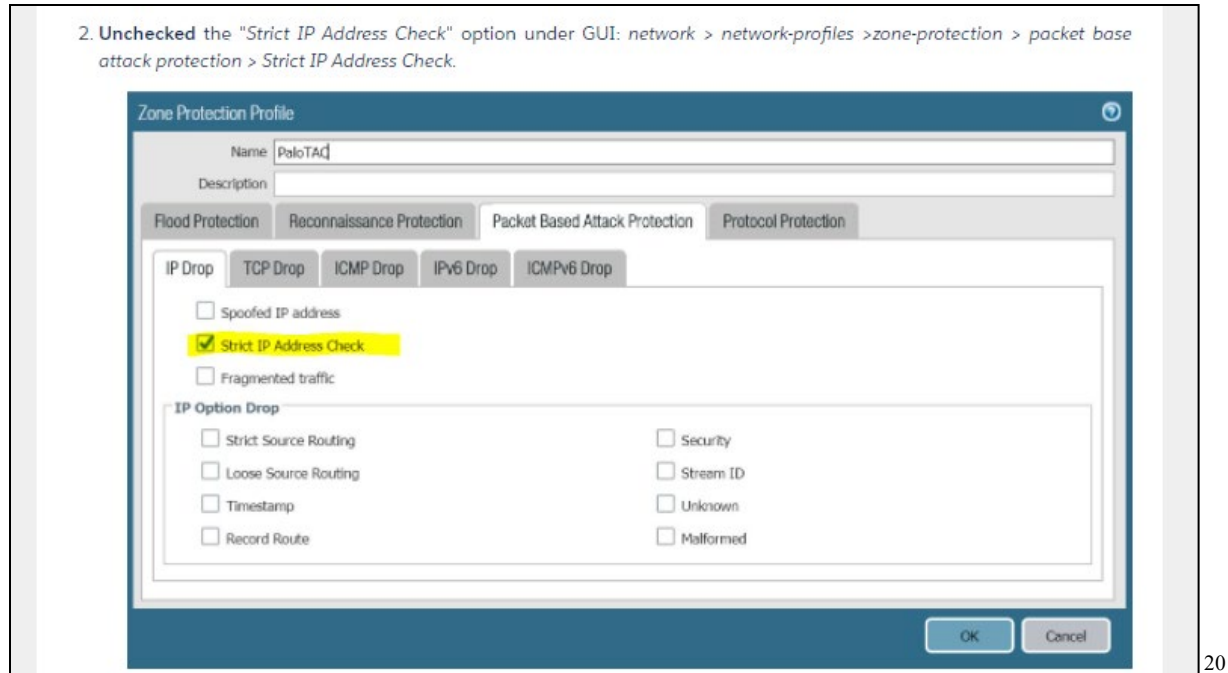 2. Unchecked the "Strict IP Address Check" option under GUI: network > network-profiles >zone-protection > packet base
attack protection > Strict IP Address Check.
Zone Protection Profile
Name PaloTAC
Description
Flood Protection Reconnaissance Protection Packet Based Attack Protection Protocol Protection
IP Drop TCP Drop ICMP Drop IPv6 Drop ICMPv6 Drop
Spoofed IP address
Strict IP Address Check
Fragmented traffic
IP Option Drop
Strict Source Routing Security
Loose Source Routing Stream ID
Timestamp Unknown
Record Route Malformed
OK Cancel
20